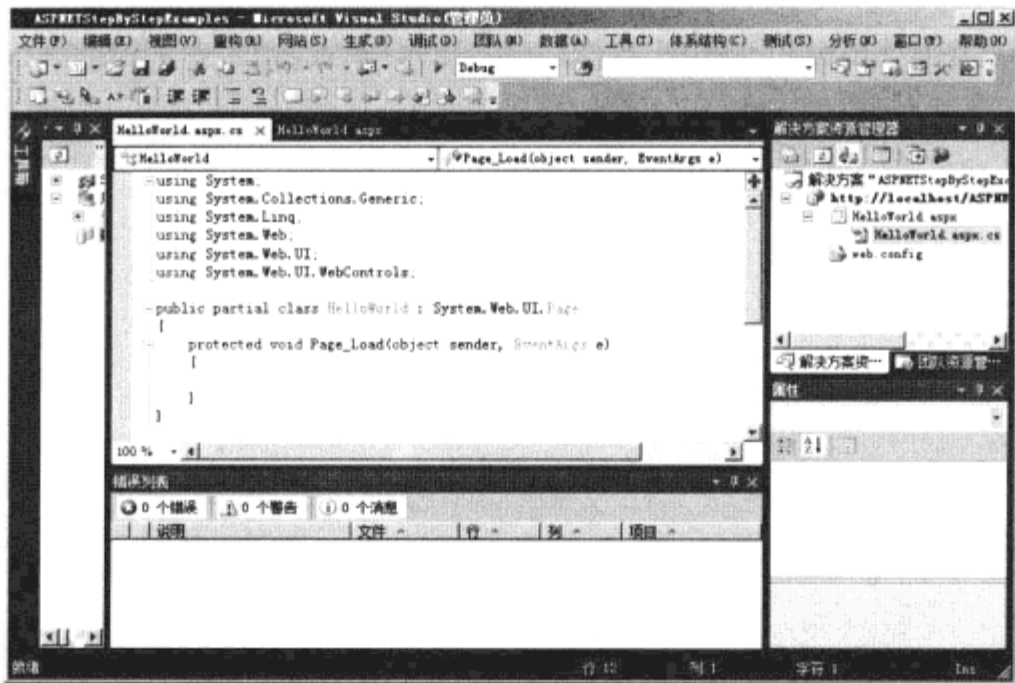 ASPNETStepByStepExamples - Microsoft Visual Studio(管理员)
文件(F) 编辑(E) 视图(V) 重构(R) 网站(S) 生成(B) 调试(D) 团队(M) 数据(A) 工具(T) 体系结构(C) 测试(S) 分析(N) 窗口(W) 帮助(H)
Debug
HelloWorld.aspx.cs × HelloWorld.aspx
HelloWorld
Page_Load(object sender, EventArgs e)
using System;
using System.Collections.Generic;
using System.Linq;
using System.Web;
using System.Web.UI;
using System.Web.UI.WebControls;
public partial class HelloWorld : System.Web.UI.Page
{
protected void Page_Load(object sender, EventArgs e)
{
}
}
100 %
工具箱
解决方案资源管理器
解决方案 "ASPNETStepByStepExa
http://localhost/ASPNE
HelloWorld.aspx
HelloWorld.aspx.cs
web.config
解决方案资… 团队资源管…
属性
错误列表
0 个错误 0 个警告 0 个消息
说明 文件 行 列 项目
就绪 行 12 列 1 字符 1 Ins